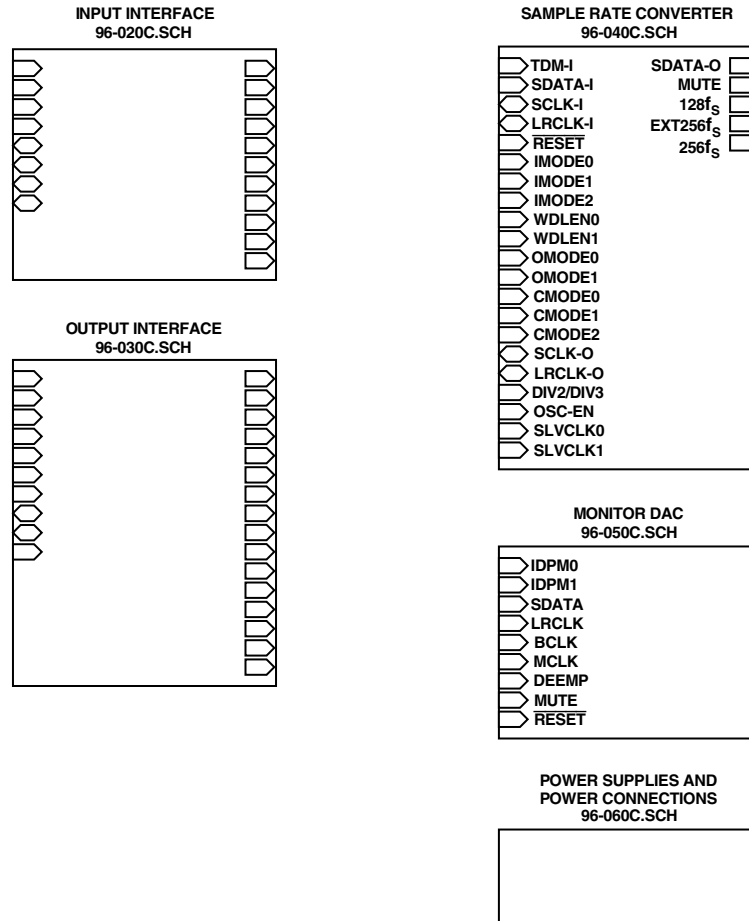 INPUT INTERFACE
96-020C.SCH
OUTPUT INTERFACE
96-030C.SCH
SAMPLE RATE CONVERTER
96-040C.SCH
TDM-I SDATA-O
SDATA-I MUTE
SCLK-I 128fS
LRCLK-I EXT256fS
RESET 256fS
IMODE0
IMODE1
IMODE2
WDLEN0
WDLEN1
OMODE0
OMODE1
CMODE0
CMODE1
CMODE2
SCLK-O
LRCLK-O
DIV2/DIV3
OSC-EN
SLVCLK0
SLVCLK1
MONITOR DAC
96-050C.SCH
IDPM0
IDPM1
SDATA
LRCLK
BCLK
MCLK
DEEMP
MUTE
RESET
POWER SUPPLIES AND
POWER CONNECTIONS
96-060C.SCH